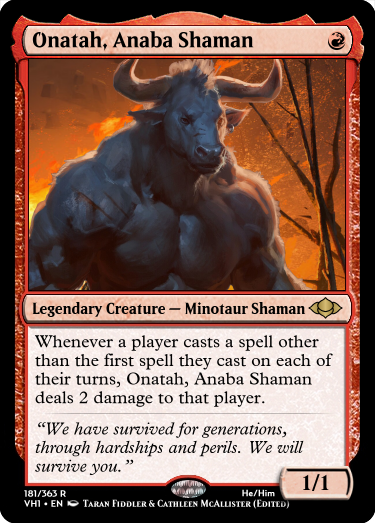 Onatah, Anaba Shaman
Legendary Creature — Minotaur Shaman
Whenever a player casts a spell other
than the first spell they cast on each of
their turns, Onatah, Anaba Shaman
deals 2 damage to that player.
“We have survived for generations,
through hardships and perils. We will
survive you.”
181/363 R
He/Him
1/1
VH1 • EN Taran Fiddler & Cathleen McAllister (Edited)